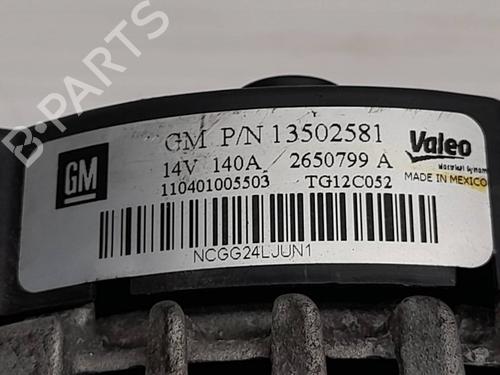 B-PARTS
GM
GM P/N 13502581
14V 140A 2650799 A
110401005503 TG12C052
Valeo
MADE IN MEXICO
NCGG24LJUN1